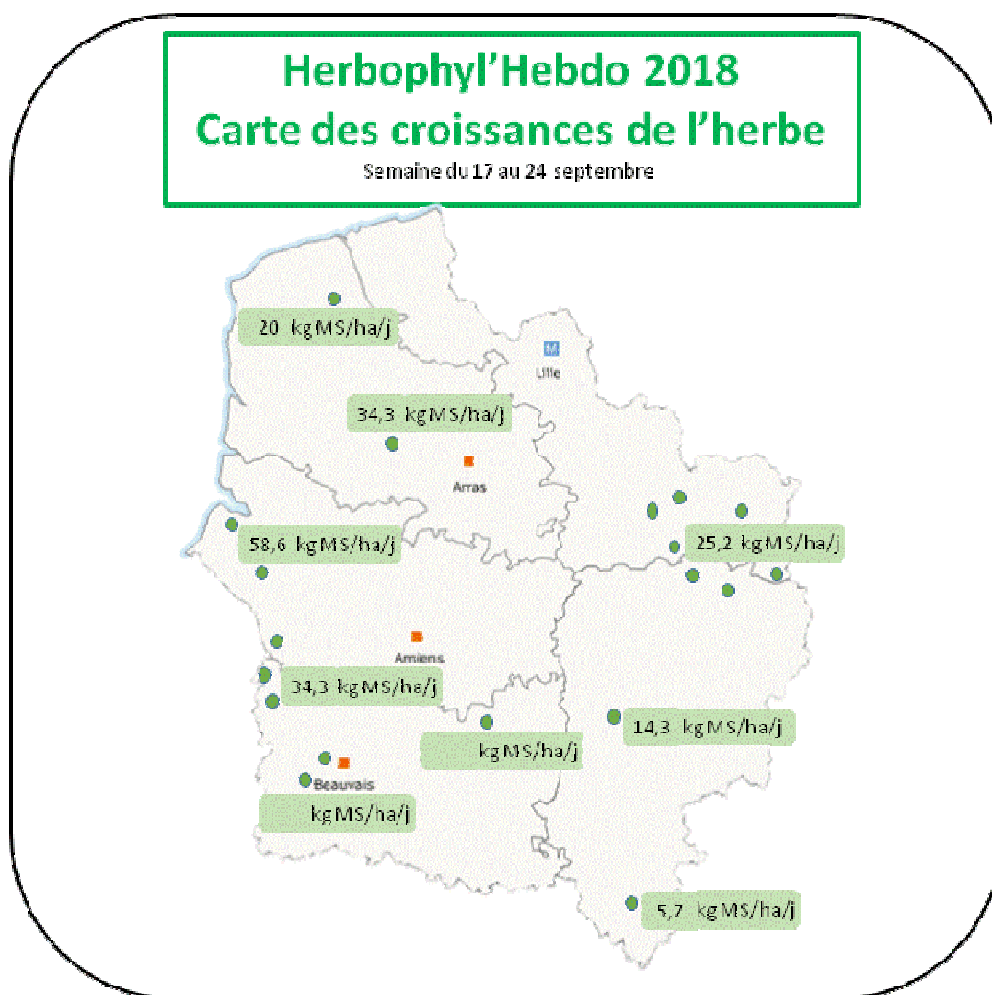 Herbophyl'Hebdo 2018
Carte des croissances de l'herbe
Semaine du 17 au 24 septembre
20 kgMS/ha/j
Lille
34,3 kgMS/ha/j
Arras
58,6 kgMS/ha/j
25,2 kgMS/ha/j
Amiens
34,3 kgMS/ha/j
14,3 kgMS/ha/j
kgMS/ha/j
Beauvais
kgMS/ha/j
5,7 kgMS/ha/j